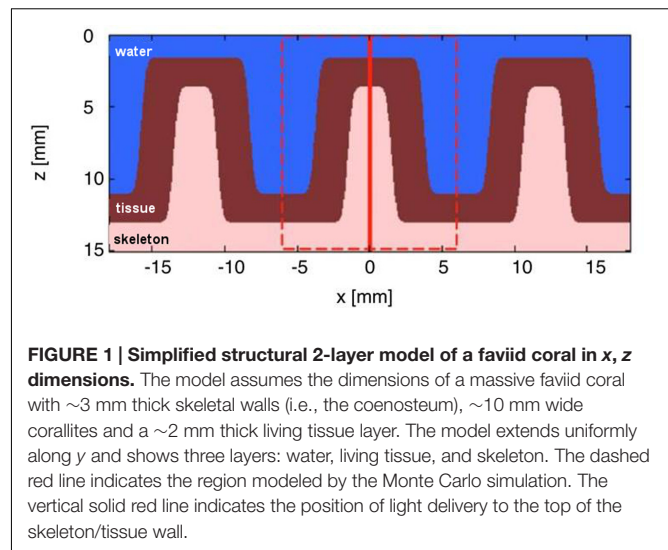 0
water
5
z [mm]
10
tissue
skeleton
15
-15 -10 -5 0 5 10 15
x [mm]
FIGURE 1 | Simplified structural 2-layer model of a faviid coral in x, z
dimensions. The model assumes the dimensions of a massive faviid coral
with ~3 mm thick skeletal walls (i.e., the coenosteum), ~10 mm wide
corallites and a ~2 mm thick living tissue layer. The model extends uniformly
along y and shows three layers: water, living tissue, and skeleton. The dashed
red line indicates the region modeled by the Monte Carlo simulation. The
vertical solid red line indicates the position of light delivery to the top of the
skeleton/tissue wall.